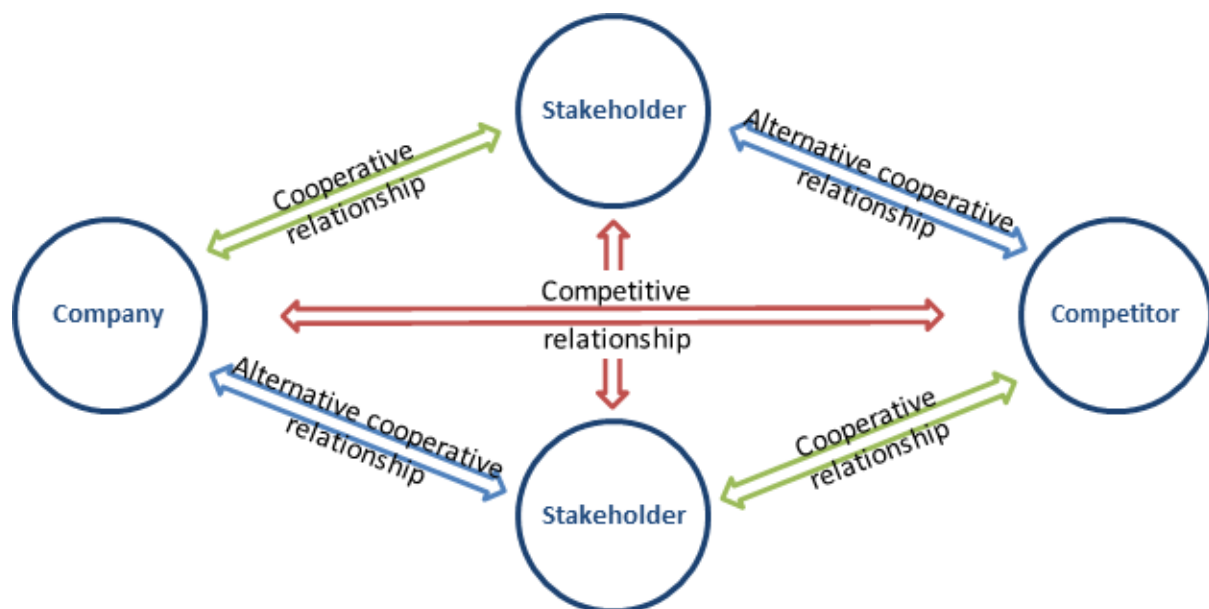 Stakeholder
Cooperative
relationship
Alternative cooperative
relationship
Company
Competitive
relationship
Competitor
Alternative cooperative
relationship
Cooperative
relationship
Stakeholder